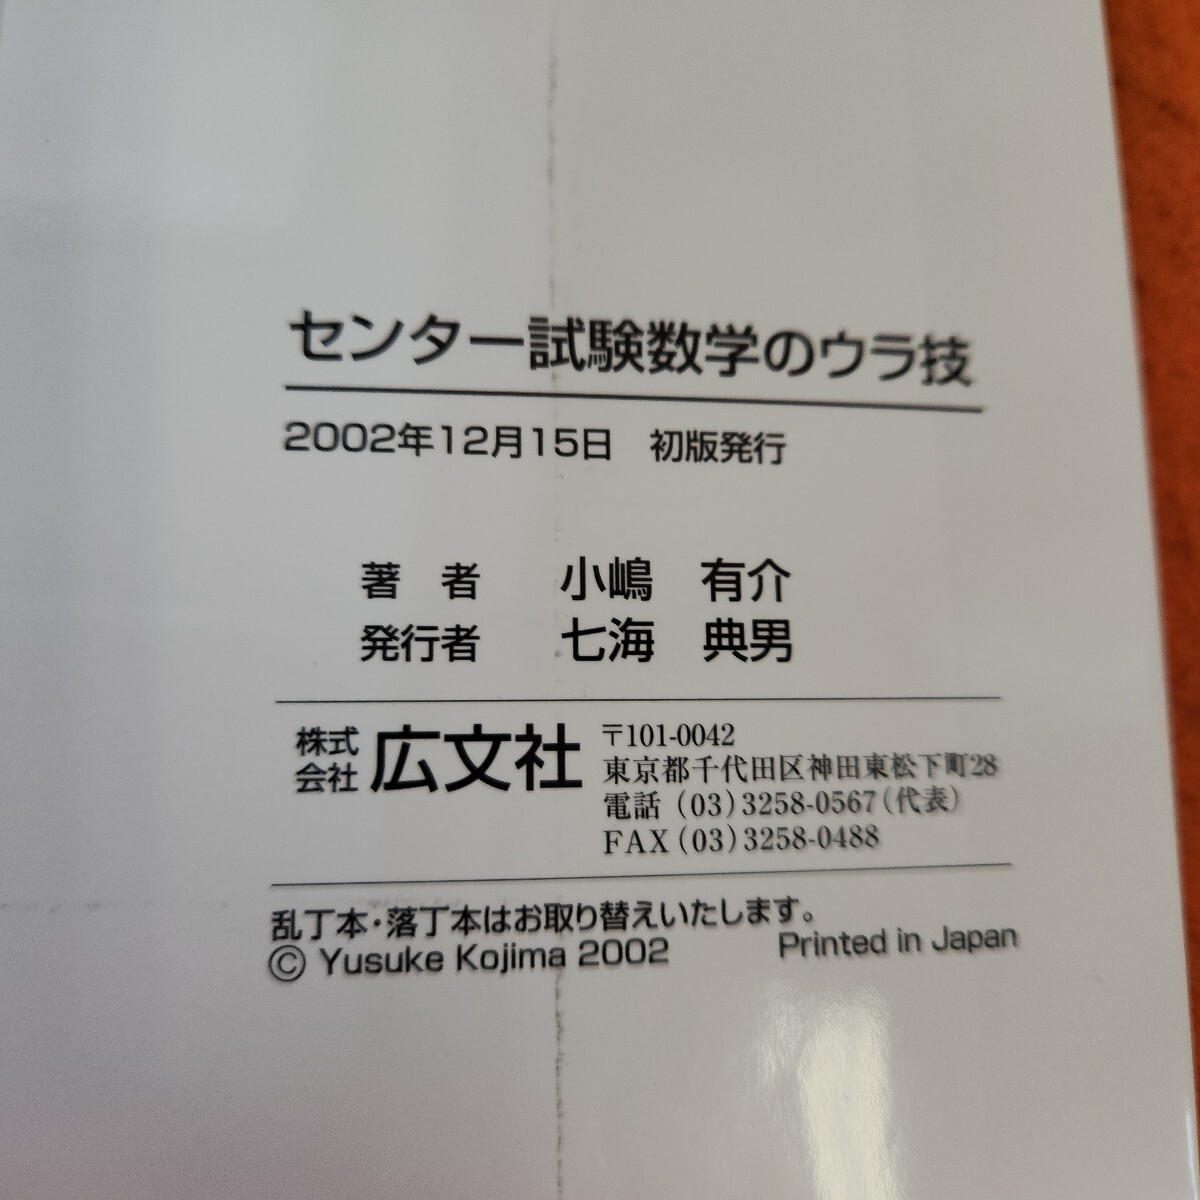 センター試験数学のウラ技
2002年12月15日　初版発行
著　者　小嶋　有介
発行者　七海　典男
株式会社 広文社
〒101-0042
東京都千代田区神田東松下町28
電話 (03)3258-0567(代表)
FAX(03)3258-0488
乱丁本・落丁本はお取り替えいたします。
© Yusuke Kojima 2002　Printed in Japan